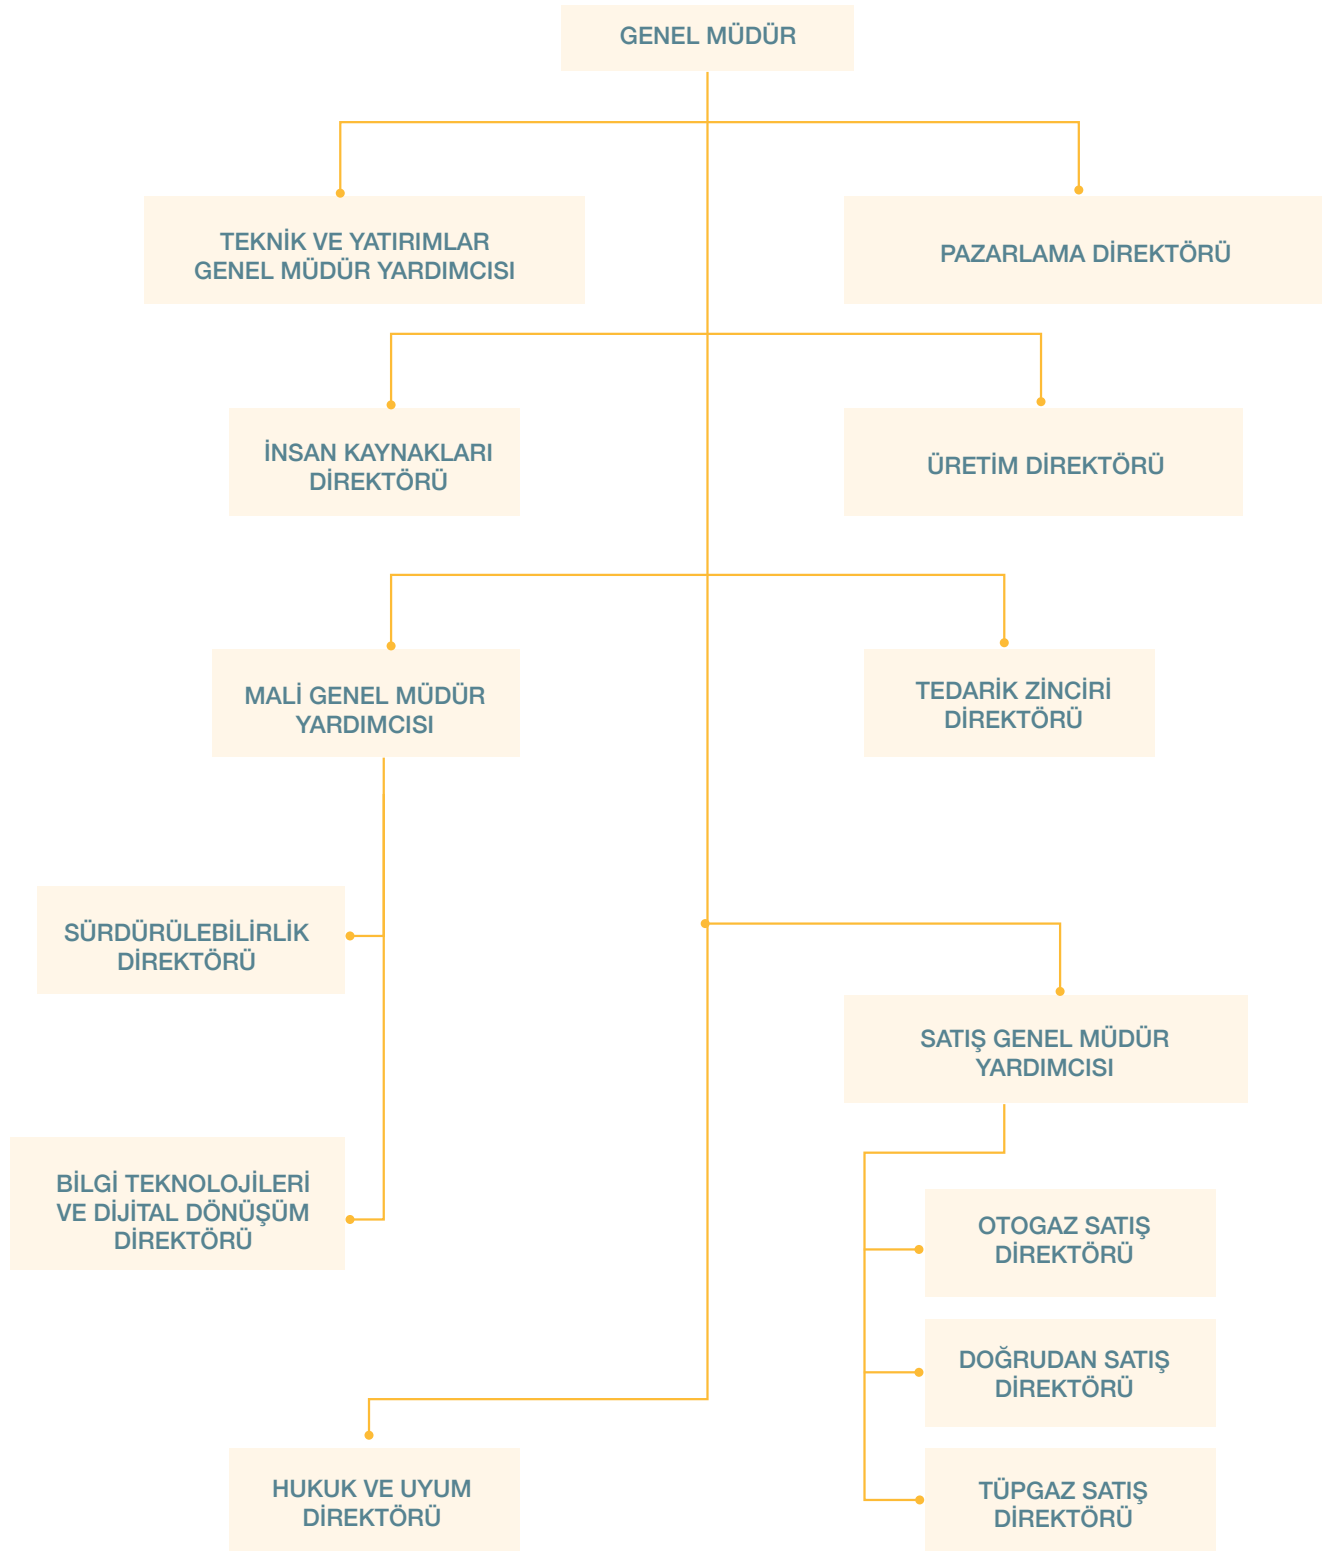 GENEL MÜDÜR
TEKNİK VE YATIRIMLAR
GENEL MÜDÜR YARDIMCISI
PAZARLAMA DİREKTÖRÜ
İNSAN KAYNAKLARI
DİREKTÖRÜ
ÜRETİM DİREKTÖRÜ
MALİ GENEL MÜDÜR
YARDIMCISI
TEDARİK ZİNCİRİ
DİREKTÖRÜ
SÜRDÜRÜLEBİLİRLİK
DİREKTÖRÜ
SATIŞ GENEL MÜDÜR
YARDIMCISI
BİLGİ TEKNOLOJİLERİ
VE DİJİTAL DÖNÜŞÜM
DİREKTÖRÜ
OTOGAZ SATIŞ
DİREKTÖRÜ
DOĞRUDAN SATIŞ
DİREKTÖRÜ
HUKUK VE UYUM
DİREKTÖRÜ
TÜPGAZ SATIŞ
DİREKTÖRÜ